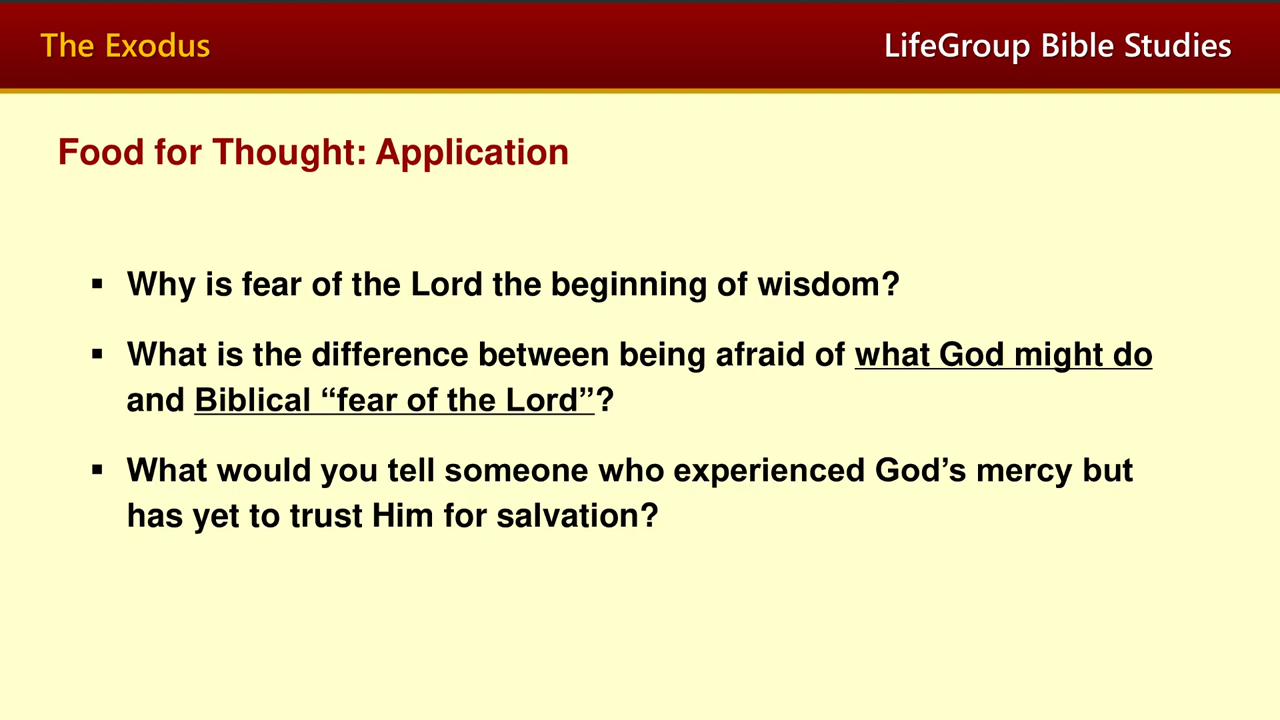 The Exodus
LifeGroup Bible Studies
Food for Thought: Application
▪ Why is fear of the Lord the beginning of wisdom?
▪ What is the difference between being afraid of what God might do
and Biblical “fear of the Lord”?
▪ What would you tell someone who experienced God’s mercy but
has yet to trust Him for salvation?